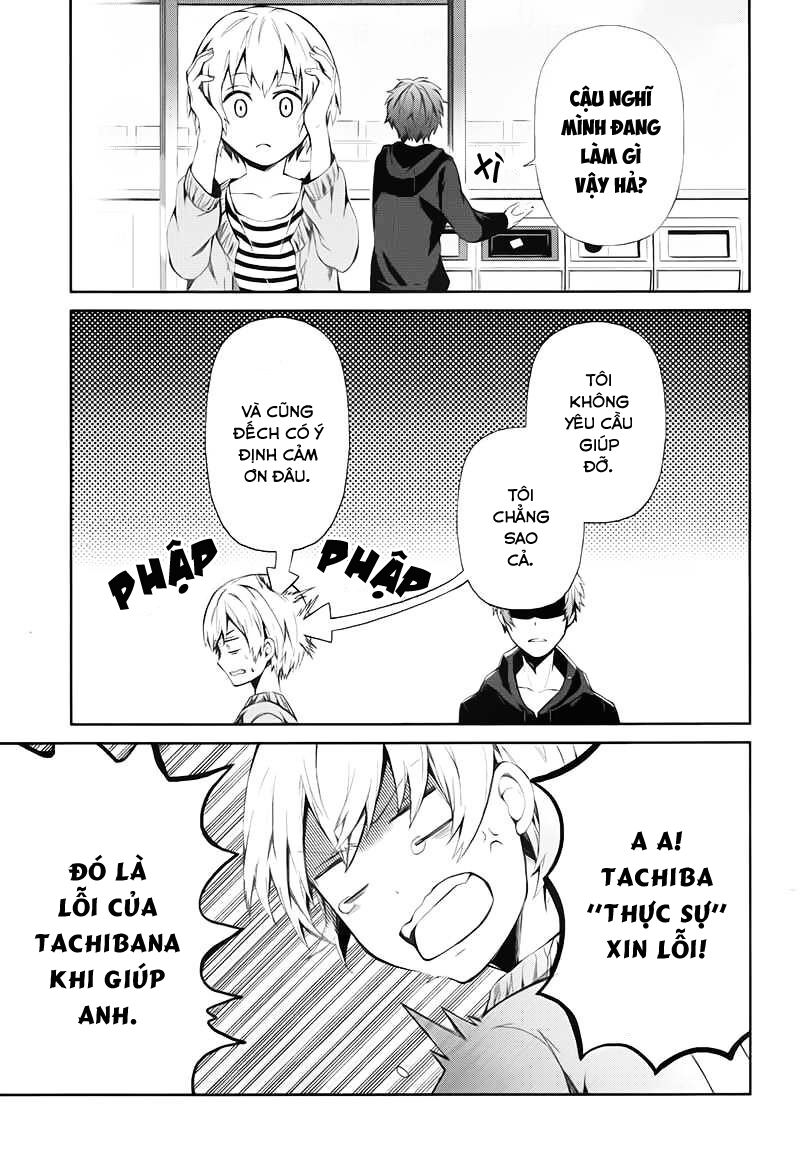 CẬU NGHĨ
MÌNH ĐANG
LÀM GÌ
VẬY HẢ?
XÌ
TÔI
KHÔNG
YÊU CẦU
GIÚP
ĐỠ.
TÔI
CHẲNG
SAO
CẢ.
VÀ CŨNG
ĐẾCH CÓ Ý
ĐỊNH CẢM
ƠN ĐÂU.
PHẬP
PHẬP
A A!
TACHIBA
"THỰC SỰ"
XIN LỖI!
ĐÓ LÀ
LỖI CỦA
TACHIBANA
KHI GIÚP
ANH.